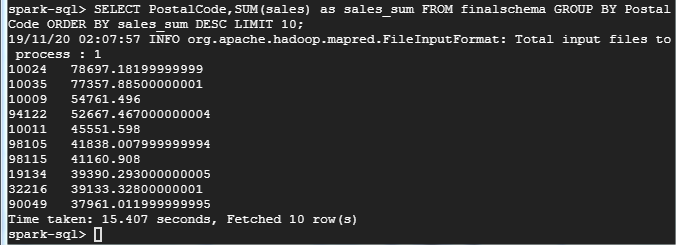 spark-sql> SELECT PostalCode,SUM(sales) as sales_sum FROM finalschema GROUP BY Postal
Code ORDER BY sales_sum DESC LIMIT 10;
19/11/20 02:07:57 INFO org.apache.hadoop.mapred.FileInputFormat: Total input files to
 process : 1
10024   78697.18199999999
10035   77357.88500000001
10009   54761.496
94122   52667.467000000004
10011   45551.598
98105   41838.007999999994
98115   41160.908
19134   39390.293000000005
32216   39133.32800000001
90049   37961.011999999995
Time taken: 15.407 seconds, Fetched 10 row(s)
spark-sql>